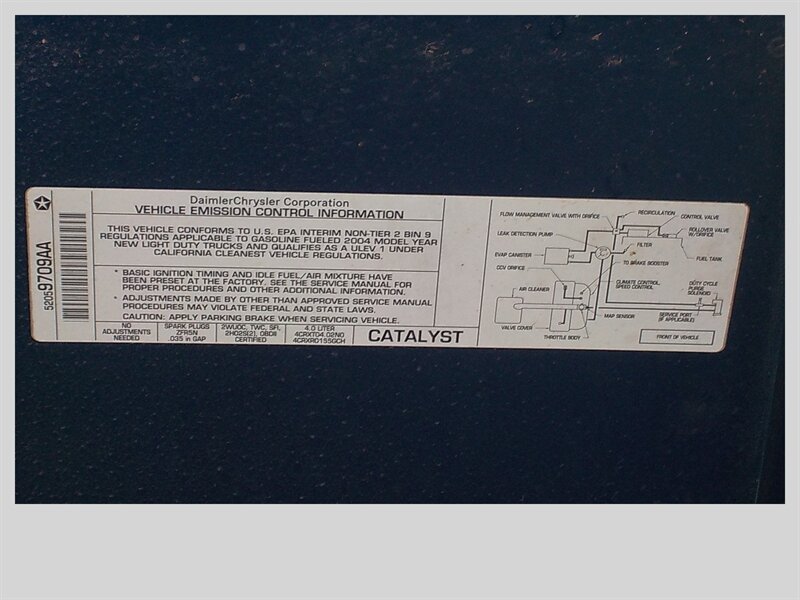 52059709AA
DaimlerChrysler Corporation
VEHICLE EMISSION CONTROL INFORMATION
THIS VEHICLE CONFORMS TO U.S. EPA INTERIM NON-TIER 2 BIN 9
REGULATIONS APPLICABLE TO GASOLINE FUELED 2004 MODEL YEAR
NEW LIGHT DUTY TRUCKS AND QUALIFIES AS A ULEV 1 UNDER
CALIFORNIA CLEANEST VEHICLE REGULATIONS.
* BASIC IGNITION TIMING AND IDLE FUEL/AIR MIXTURE HAVE
BEEN PRESET AT THE FACTORY. SEE THE SERVICE MANUAL FOR
PROPER PROCEDURES AND OTHER ADDITIONAL INFORMATION.
* ADJUSTMENTS MADE BY OTHER THAN APPROVED SERVICE MANUAL
PROCEDURES MAY VIOLATE FEDERAL AND STATE LAWS.
CAUTION: APPLY PARKING BRAKE WHEN SERVICING VEHICLE.
NO
ADJUSTMENTS
NEEDED
SPARK PLUGS
ZFR5N
.035 in GAP
2WUOC, TWC, SFI,
2HO2S(2), OBDII
CERTIFIED
4.0 LITER
4CRXT04.02NO
4CRXR0155GCH
CATALYST
FLOW MANAGEMENT VALVE WITH ORIFICE
RECIRCULATION
CONTROL VALVE
LEAK DETECTION PUMP
ROLLOVER VALVE
W/ORIFICE
FILTER
EVAP CANISTER
TO BRAKE BOOSTER
FUEL TANK
CCV ORIFICE
AIR CLEANER
CLIMATE CONTROL,
SPEED CONTROL
DUTY CYCLE
PURGE
SOLENOID
SERVICE PORT
(IF APPLICABLE)
MAP SENSOR
VALVE COVER
THROTTLE BODY
FRONT OF VEHICLE